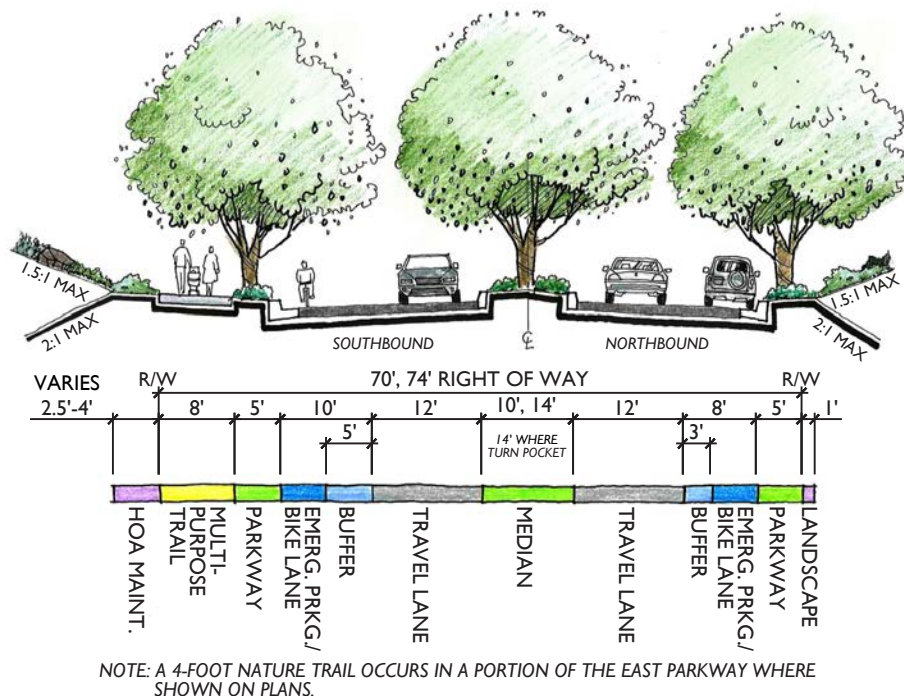 1.5:1 MAX
2:1 MAX
SOUTHBOUND
℄
NORTHBOUND
1.5:1 MAX
2:1 MAX
VARIES
R/W
70', 74' RIGHT OF WAY
R/W
2.5'-4'
8'
5'
10'
12'
10', 14'
12'
8'
5'
1'
5'
14' WHERE
TURN POCKET
3'
HOA MAINT.
MULTI-
PURPOSE
TRAIL
PARKWAY
EMERG. PRKG./
BIKE LANE
BUFFER
TRAVEL LANE
MEDIAN
TRAVEL LANE
BUFFER
EMERG. PRKG./
BIKE LANE
PARKWAY
LANDSCAPE
NOTE: A 4-FOOT NATURE TRAIL OCCURS IN A PORTION OF THE EAST PARKWAY WHERE
SHOWN ON PLANS.